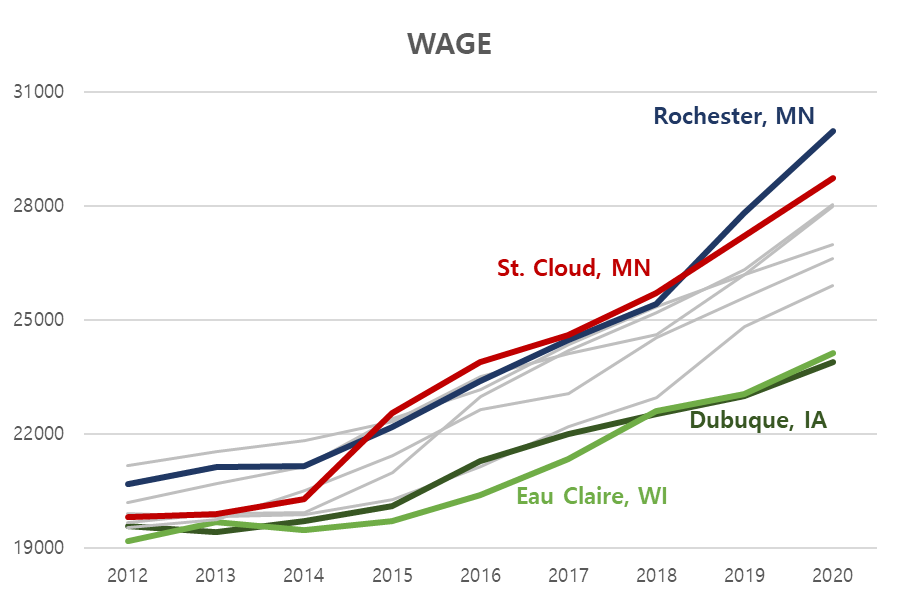 WAGE
31000
Rochester, MN
28000
St. Cloud, MN
25000
22000
Dubuque, IA
Eau Claire, WI
19000
2012 2013 2014 2015 2016 2017 2018 2019 2020